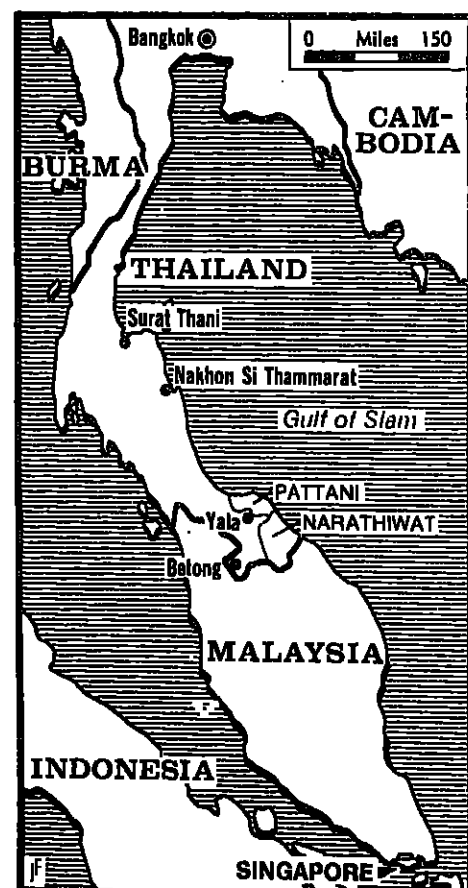 Bangkok
0 Miles 150
CAM-
BODIA
BURMA
THAILAND
Surat Thani
Nakhon Si Thammarat
Gulf of Siam
PATTANI
Yala
NARATHIWAT
Betong
MALAYSIA
INDONESIA
JF
SINGAPORE